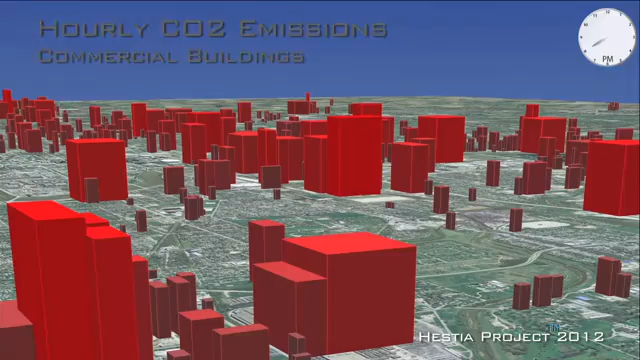 Hourly CO2 Emissions
Commercial Buildings
PM
Hestia Project 2012